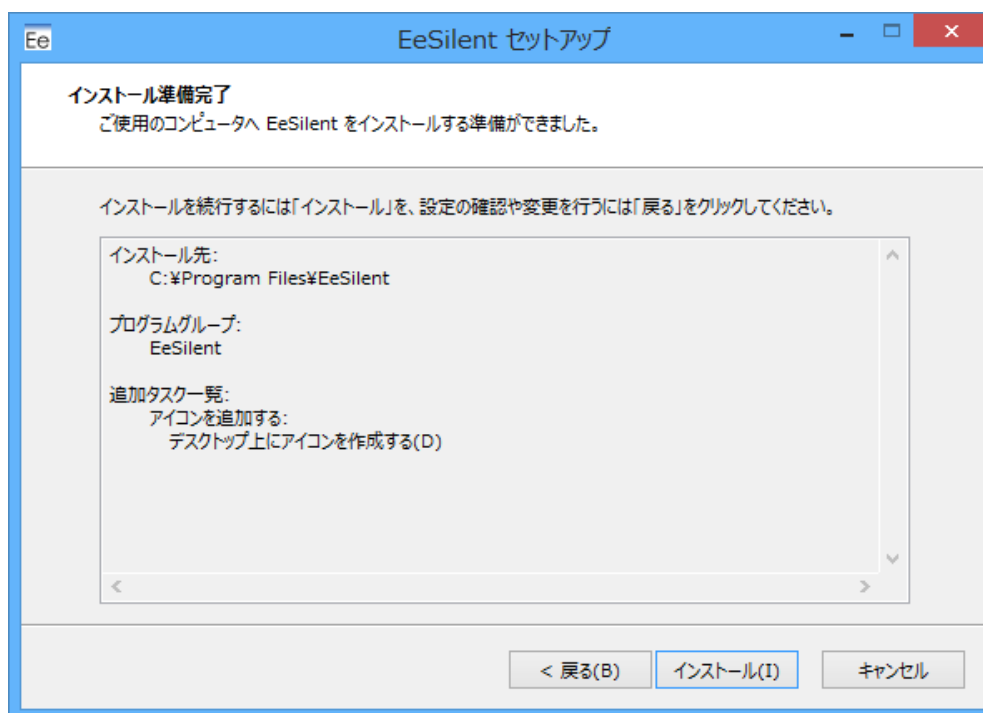 Ee
EeSilent セットアップ
インストール準備完了
ご使用のコンピュータへ EeSilent をインストールする準備ができました。
インストールを続行するには「インストール」を、設定の確認や変更を行うには「戻る」をクリックしてください。
インストール先:
C:¥Program Files¥EeSilent
プログラムグループ:
EeSilent
追加タスク一覧:
アイコンを追加する:
デスクトップ上にアイコンを作成する(D)
< 戻る(B)
インストール(I)
キャンセル